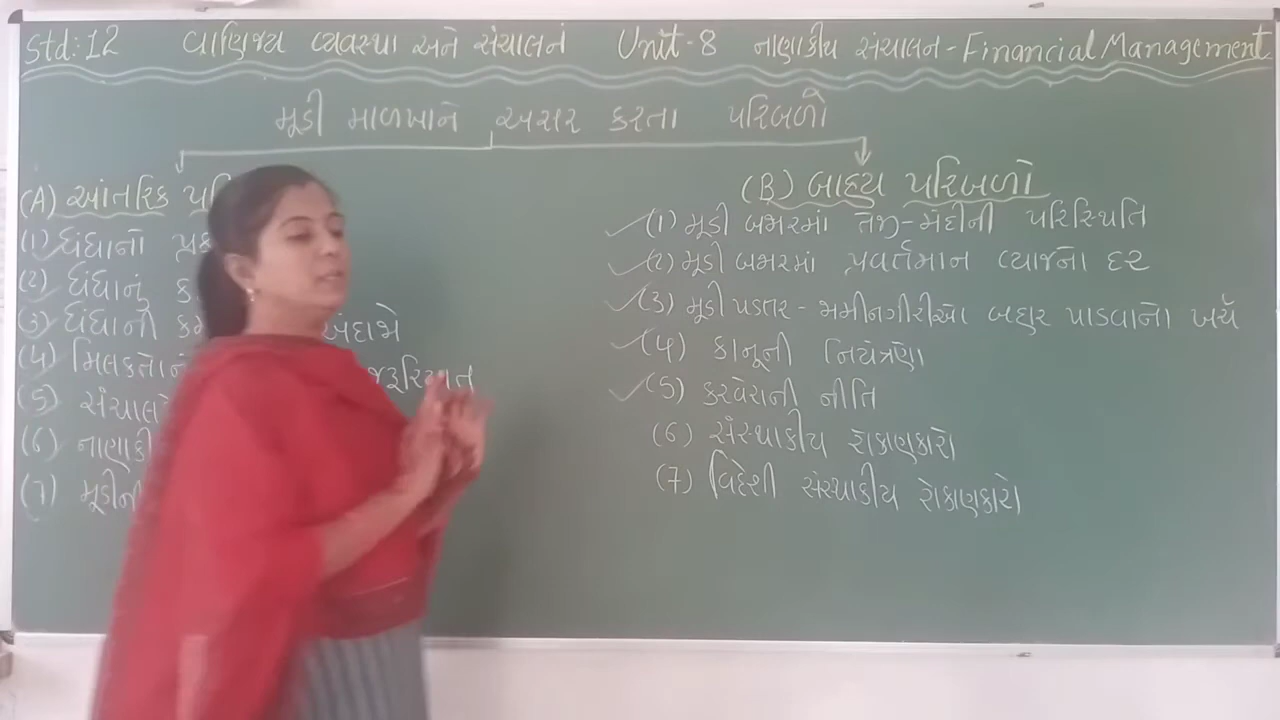 Std:12 વાણિજ્ય વ્યવસ્થા અને સંચાલન Unit-8 નાણાકીય સંચાલન-Financial Management
મૂડી માળખાને અસર કરતા પરિબળો
(A) આંતરિક
(1) ધંધાનો
(2) ધંધાનું
(3) ધંધાની અંદાજો
(4) મિલકતોની જરૂરિયાત
(5)
(6)
(7)
(B) બાહ્ય પરિબળો
(1) મૂડી બજારમાં તેજી-મંદીની પરિસ્થિતિ
(2) મૂડી બજારમાં પ્રવર્તમાન વ્યાજના દર
(3) મૂડી પડતર - જામીનગીરીઓ બહાર પાડવાનો ખર્ચ
(4) કાનૂની નિયંત્રણો
(5) કરવેરાની નીતિ
(6) સંસ્થાકીય રોકાણકારો
(7) વિદેશી સંસ્થાકીય રોકાણકારો